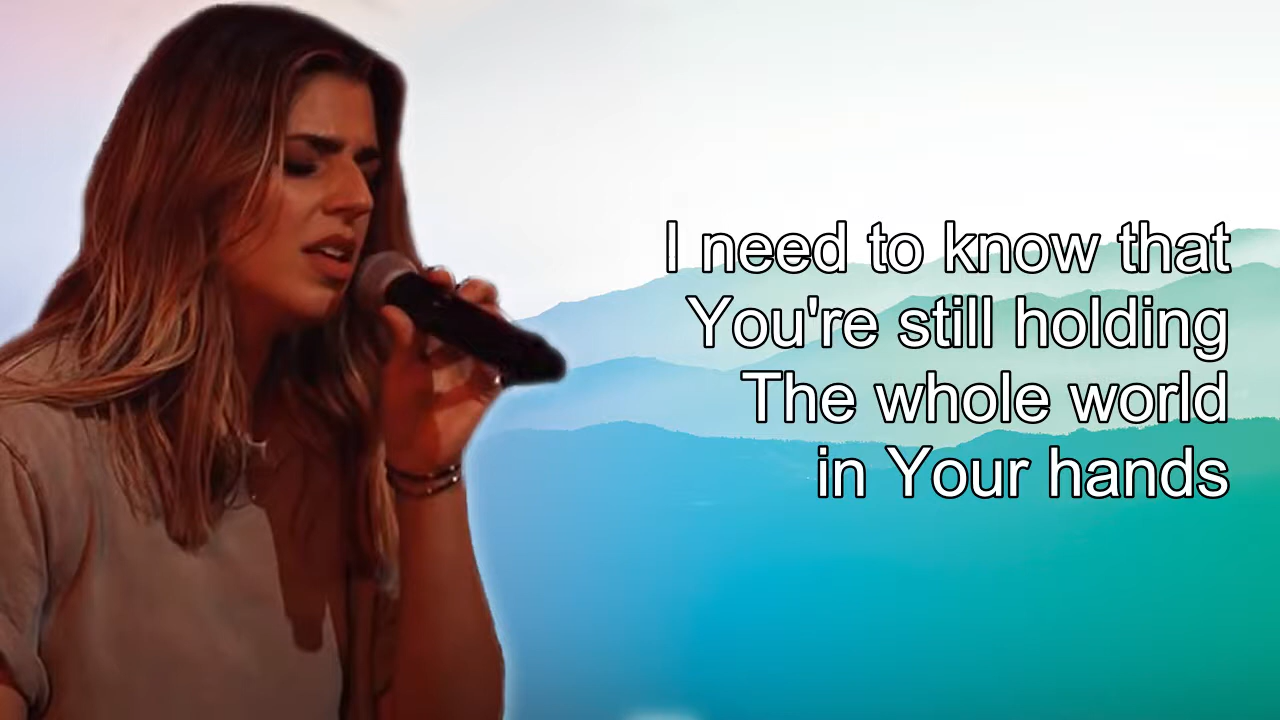 I need to know that
You're still holding
The whole world
in Your hands